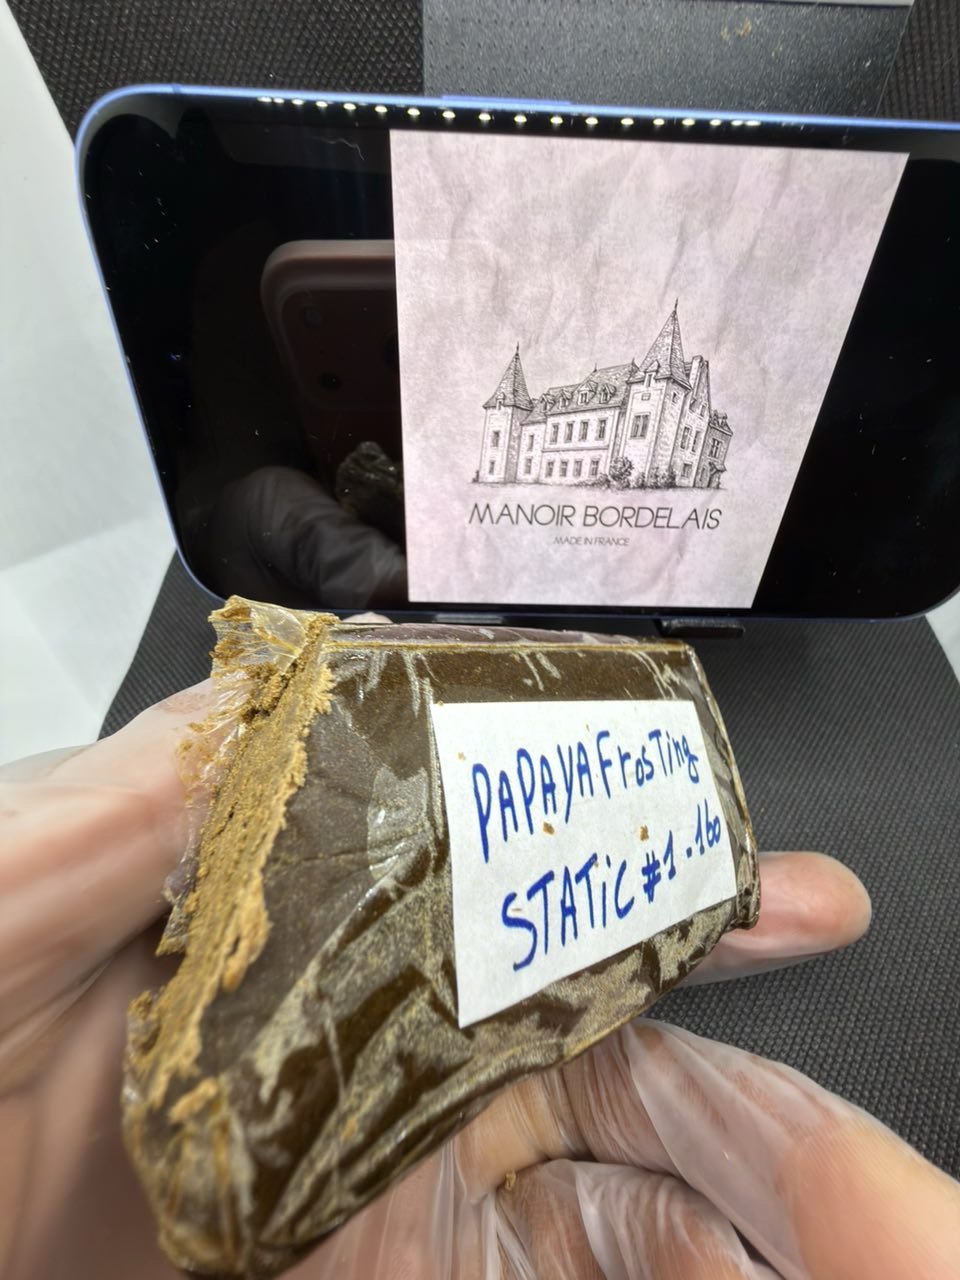 MANOIR BORDELAIS
MADE IN FRANCE
PAPAYA FrosTing
STATiC #1 - 160